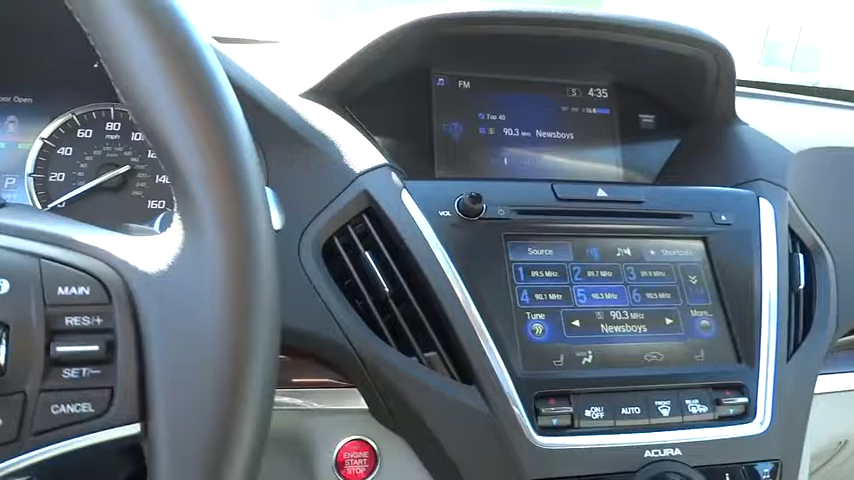 FM
S 4:35
Top 40
5 S 90.3 MHz Newsboys
Door Open
60 80 100
mph
40 120
20 140
160
P
VOL
Source Shortcuts
1 89.5 MHz 2 89.7 MHz 3 89.9 MHz
4 90.1 MHz 5 90.3 MHz 6 90.5 MHz
Tune S 90.3 MHz More...
Newsboys
MAIN
RES +
SET -
CANCEL
ON OFF AUTO FRONT REAR
ENGINE
START
STOP
ACURA